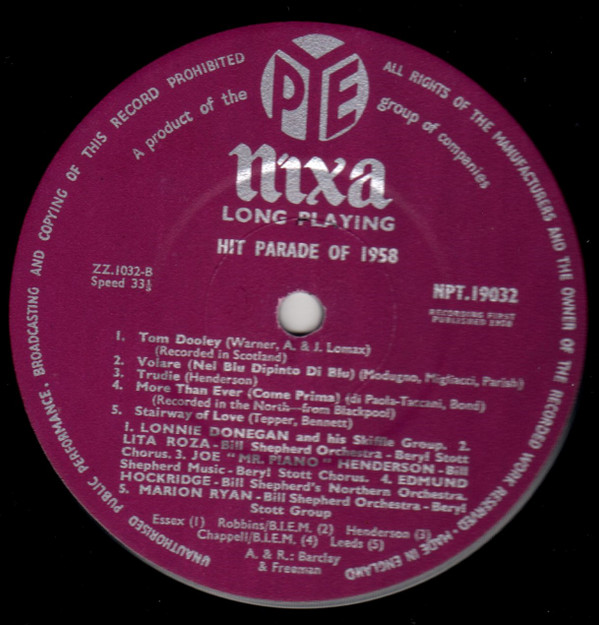 UNAUTHORISED PUBLIC PERFORMANCE, BROADCASTING AND COPYING OF THIS RECORD PROHIBITED
ALL RIGHTS OF THE MANUFACTURERS AND THE OWNER OF THE RECORDED WORK RESERVED-MADE IN ENGLAND
A product of the
PYE
group of companies
nixa
LONG PLAYING
HIT PARADE OF 1958
ZZ.1032-B
Speed 33⅓
NPT.19032
RECORDING FIRST
PUBLISHED 1958
1. Tom Dooley (Warner, A. & J. Lomax)
(Recorded in Scotland)
2. Volare (Nel Blu Dipinto Di Blu) (Modugno, Migliacci, Parish)
3. Trudie (Henderson)
4. More Than Ever (Come Prima) (di Paola-Taccani, Bond)
(Recorded in the North—from Blackpool)
5. Stairway of Love (Tepper, Bennett)
1. LONNIE DONEGAN and his Skiffle Group. 2.
LITA ROZA-Bill Shepherd Orchestra-Beryl Stott
Chorus. 3. JOE "MR. PIANO" HENDERSON-Bill
Shepherd Music-Beryl Stott Chorus. 4. EDMUND
HOCKRIDGE-Bill Shepherd's Northern Orchestra.
5. MARION RYAN-Bill Shepherd Orchestra-Beryl
Stott Group
Essex (1) Robbins/B.I.E.M. (2) Henderson (3)
Chappell/B.I.E.M. (4) Leeds (5)
A. & R.: Barclay
& Freeman